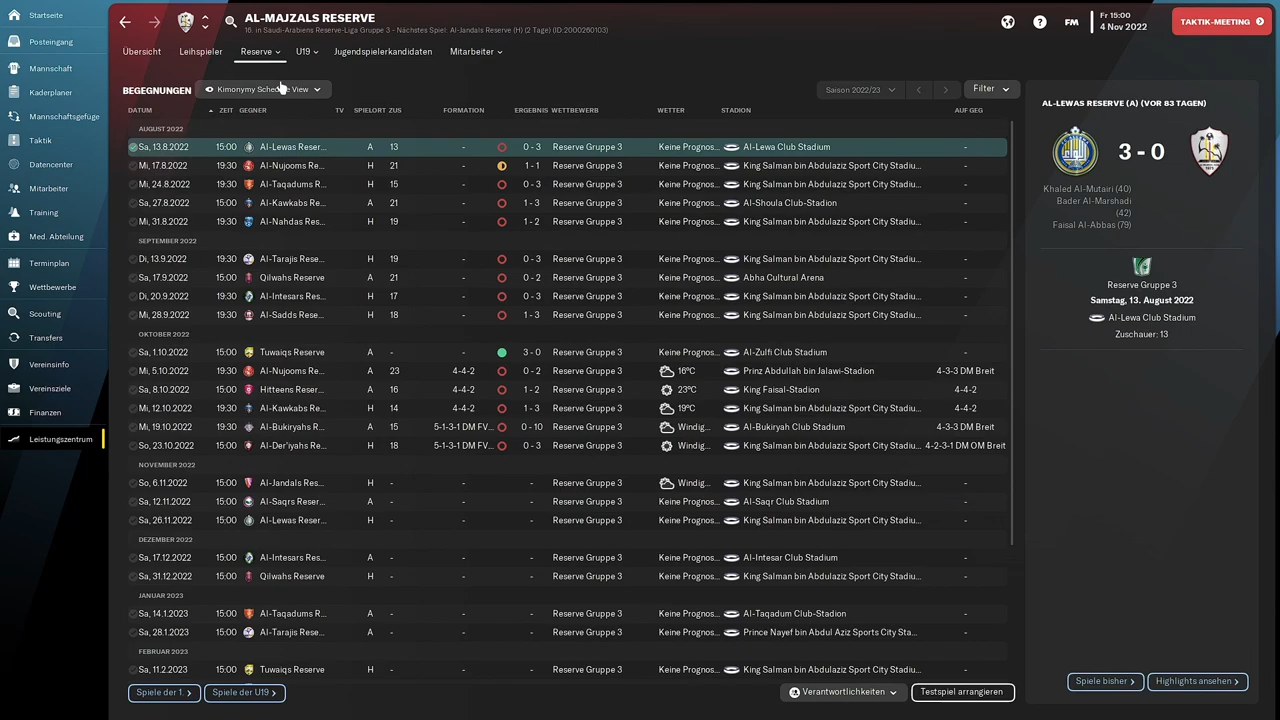 Startseite
Posteingang
Mannschaft
Kaderplaner
Mannschaftsgefüge
Taktik
Datencenter
Mitarbeiter
Training
Med. Abteilung
Terminplan
Wettbewerbe
Scouting
Transfers
Vereinsinfo
Vereinsziele
Finanzen
Leistungszentrum
AL-MAJZALS RESERVE
16. in Saudi-Arabiens Reserve-Liga Gruppe 3 - Nächstes Spiel: Al-Jandals Reserve (H) (2 Tage) (ID:2000260103)
FM
Fr 15:00
4 Nov 2022
TAKTIK-MEETING
Übersicht Leihspieler Reserve U19 Jugendspielerkandidaten Mitarbeiter
BEGEGNUNGEN
Saison 2022/23 Filter
DATUM ZEIT GEGNER TV SPIELORT ZUS FORMATION ERGEBNIS WETTBEWERB WETTER STADION AUF GEG
AUGUST 2022
Sa, 13.8.2022 15:00 Al-Lewas Reser... A 13 - 0 - 3 Reserve Gruppe 3 Keine Prognos... Al-Lewa Club Stadium -
Mi, 17.8.2022 19:30 Al-Nujooms Re... H 21 - 1 - 1 Reserve Gruppe 3 Keine Prognos... King Salman bin Abdulaziz Sport City Stadiu... -
Mi, 24.8.2022 19:30 Al-Taqadums R... H 15 - 0 - 3 Reserve Gruppe 3 Keine Prognos... King Salman bin Abdulaziz Sport City Stadiu... -
Sa, 27.8.2022 15:00 Al-Kawkabs Re... A 21 - 1 - 3 Reserve Gruppe 3 Keine Prognos... Al-Shoula Club-Stadion -
Mi, 31.8.2022 19:30 Al-Nahdas Res... H 19 - 1 - 2 Reserve Gruppe 3 Keine Prognos... King Salman bin Abdulaziz Sport City Stadiu... -
SEPTEMBER 2022
Di, 13.9.2022 19:30 Al-Tarajis Rese... H 19 - 0 - 3 Reserve Gruppe 3 Keine Prognos... King Salman bin Abdulaziz Sport City Stadiu... -
Sa, 17.9.2022 15:00 Qilwahs Reserve A 21 - 0 - 2 Reserve Gruppe 3 Keine Prognos... Abha Cultural Arena -
Di, 20.9.2022 19:30 Al-Intesars Res... H 17 - 0 - 3 Reserve Gruppe 3 Keine Prognos... King Salman bin Abdulaziz Sport City Stadiu... -
Mi, 28.9.2022 19:30 Al-Sadds Rese... H 18 - 1 - 3 Reserve Gruppe 3 Keine Prognos... King Salman bin Abdulaziz Sport City Stadiu... -
OKTOBER 2022
Sa, 1.10.2022 15:00 Tuwaiqs Reserve A - 3 - 0 Reserve Gruppe 3 Keine Prognos... Al-Zulfi Club Stadium -
Mi, 5.10.2022 19:30 Al-Nujooms Re... A 23 4-4-2 0 - 2 Reserve Gruppe 3 16°C Prinz Abdullah bin Jalawi-Stadion 4-3-3 DM Breit
Sa, 8.10.2022 15:00 Hitteens Reser... A 16 4-4-2 1 - 2 Reserve Gruppe 3 23°C King Faisal-Stadion 4-4-2
Mi, 12.10.2022 19:30 Al-Kawkabs Re... H 14 4-4-2 1 - 3 Reserve Gruppe 3 19°C King Salman bin Abdulaziz Sport City Stadiu... 4-4-2
Mi, 19.10.2022 19:30 Al-Bukiryahs R... A 15 5-1-3-1 DM FV... 0 - 10 Reserve Gruppe 3 Windig... Al-Bukiryah Club Stadium 4-3-3 DM Breit
So, 23.10.2022 15:00 Al-Der'iyahs Re... H 18 5-1-3-1 DM FV... 0 - 3 Reserve Gruppe 3 Windig... King Salman bin Abdulaziz Sport City Stadiu... 4-2-3-1 DM OM Breit
NOVEMBER 2022
So, 6.11.2022 15:00 Al-Jandals Res... H - - Reserve Gruppe 3 Windig... King Salman bin Abdulaziz Sport City Stadiu... -
Sa, 12.11.2022 15:00 Al-Saqrs Reser... A - - Reserve Gruppe 3 Keine Prognos... Al-Saqr Club Stadium -
Sa, 26.11.2022 15:00 Al-Lewas Reser... H - - Reserve Gruppe 3 Keine Prognos... King Salman bin Abdulaziz Sport City Stadiu... -
DEZEMBER 2022
Sa, 17.12.2022 15:00 Al-Intesars Res... A - - Reserve Gruppe 3 Keine Prognos... Al-Intesar Club Stadium -
Sa, 31.12.2022 15:00 Qilwahs Reserve H - - Reserve Gruppe 3 Keine Prognos... King Salman bin Abdulaziz Sport City Stadiu... -
JANUAR 2023
Sa, 14.1.2023 15:00 Al-Taqadums R... A - - Reserve Gruppe 3 Keine Prognos... Al-Taqadum Club-Stadion -
Sa, 28.1.2023 15:00 Al-Tarajis Rese... A - - Reserve Gruppe 3 Keine Prognos... Prince Nayef bin Abdul Aziz Sports City Sta... -
FEBRUAR 2023
Sa, 11.2.2023 15:00 Tuwaiqs Reserve H - - Reserve Gruppe 3 Keine Prognos... King Salman bin Abdulaziz Sport City Stadiu... -
Spiele der 1. Spiele der U19 Verantwortlichkeiten Testspiel arrangieren
AL-LEWAS RESERVE (A) (VOR 83 TAGEN)
3 - 0
Khaled Al-Mutairi (40)
Bader Al-Marshadi
(42)
Faisal Al-Abbas (79)
Reserve Gruppe 3
Samstag, 13. August 2022
Al-Lewa Club Stadium
Zuschauer: 13
Spiele bisher Highlights ansehen